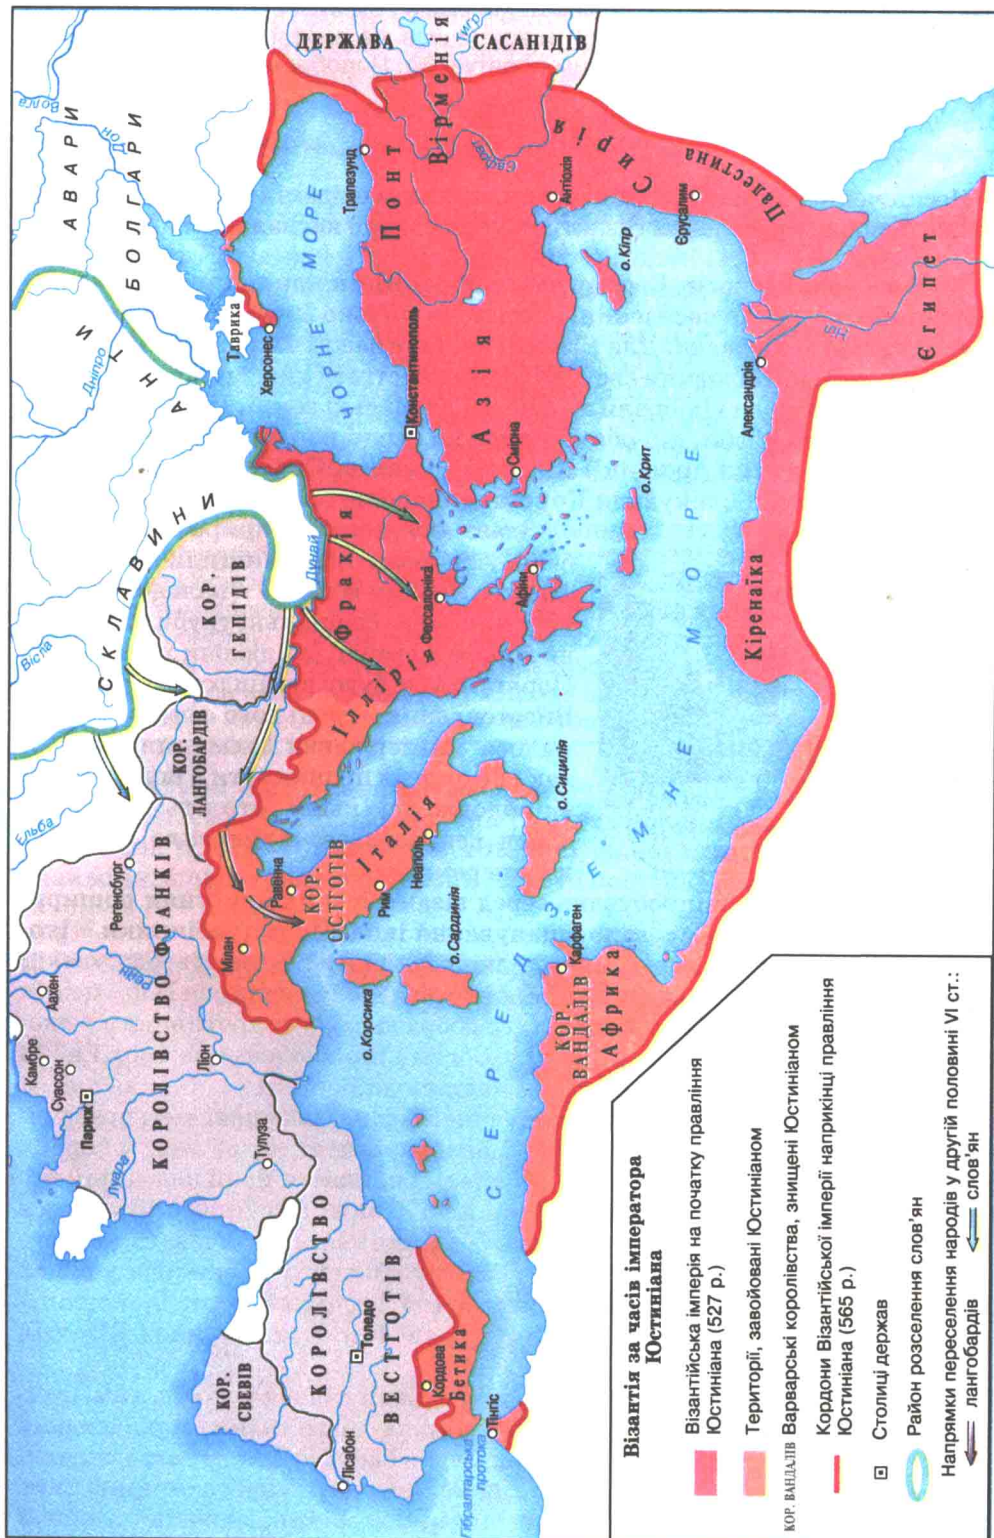 Візантія за часів імператора
Юстиніана
Візантійська імперія на початку правління
Юстиніана (527 р.)
Території, завойовані Юстиніаном
КОР. ВАНДАЛІВ Варварські королівства, знищені Юстиніаном
Кордони Візантійської імперії наприкінці правління
Юстиніана (565 р.)
Столиці держав
Район розселення слов'ян
Напрямки переселення народів у другій половині VI ст.:
лангобардів
слов'ян
КОР.
СВЕВІВ
КОРОЛІВСТВО
ВЕСТГОТІВ
Толедо
Лісабон
Кордова
Бетика
Гібралтарська
протока
Тінгіс
Камбре
Аахен
Суассон
Париж
Луара
КОРОЛІВСТВО ФРАНКІВ
Рейн
Регенсбург
Ліон
Тулуза
Ельба
Вісла
КОР.
ЛАНГОБАРДІВ
КОР.
ГЕПІДІВ
СКЛАВИНИ
АНТИ
Дніпро
Дон
Волга
АВАРИ
БОЛГАРИ
Мілан
Равенна
КОР.
ОСТГОТІВ
Італія
Рим
Неаполь
о.Корсика
о.Сардинія
о.Сицилія
КОР.
ВАНДАЛІВ
Карфаген
Африка
СЕРЕДЗЕМНЕ МОРЕ
Іллірія
Фракія
Дунай
Фессалоніка
Афіни
о.Крит
Кіренаїка
Таврика
Херсонес
ЧОРНЕ МОРЕ
Константинополь
Азія
Смірна
Трапезунд
Понт
Вірменія
ДЕРЖАВА САСАНІДІВ
Тигр
Євфрат
Сирія
Антіохія
о.Кіпр
Палестина
Єрусалим
Александрія
Ніл
Єгипет